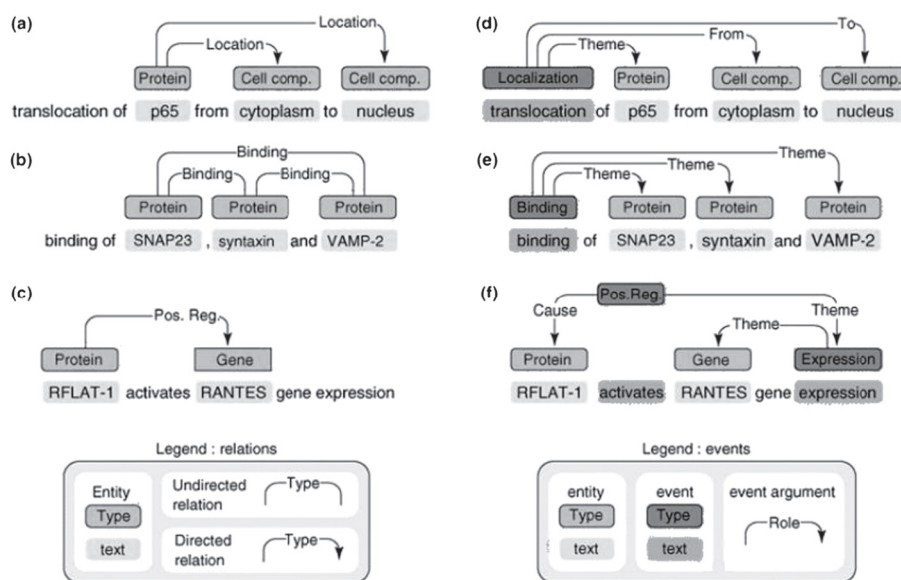 (a)
Location
Location
Protein Cell comp. Cell comp.
translocation of p65 from cytoplasm to nucleus
(b)
Binding
Binding Binding
Protein Protein Protein
binding of SNAP23 , syntaxin and VAMP-2
(c)
Pos. Reg.
Protein Gene
RFLAT-1 activates RANTES gene expression
Legend : relations
Entity
Type
text
Undirected relation
Type
Directed relation
Type
(d)
To
From
Theme
Localization Protein Cell comp. Cell comp.
translocation of p65 from cytoplasm to nucleus
(e)
Theme
Theme
Theme
Binding Protein Protein Protein
binding of SNAP23, syntaxin and VAMP-2
(f)
Pos.Reg.
Cause Theme
Theme
Protein Gene Expression
RFLAT-1 activates RANTES gene expression
Legend : events
entity event event argument
Type Type Role
text text